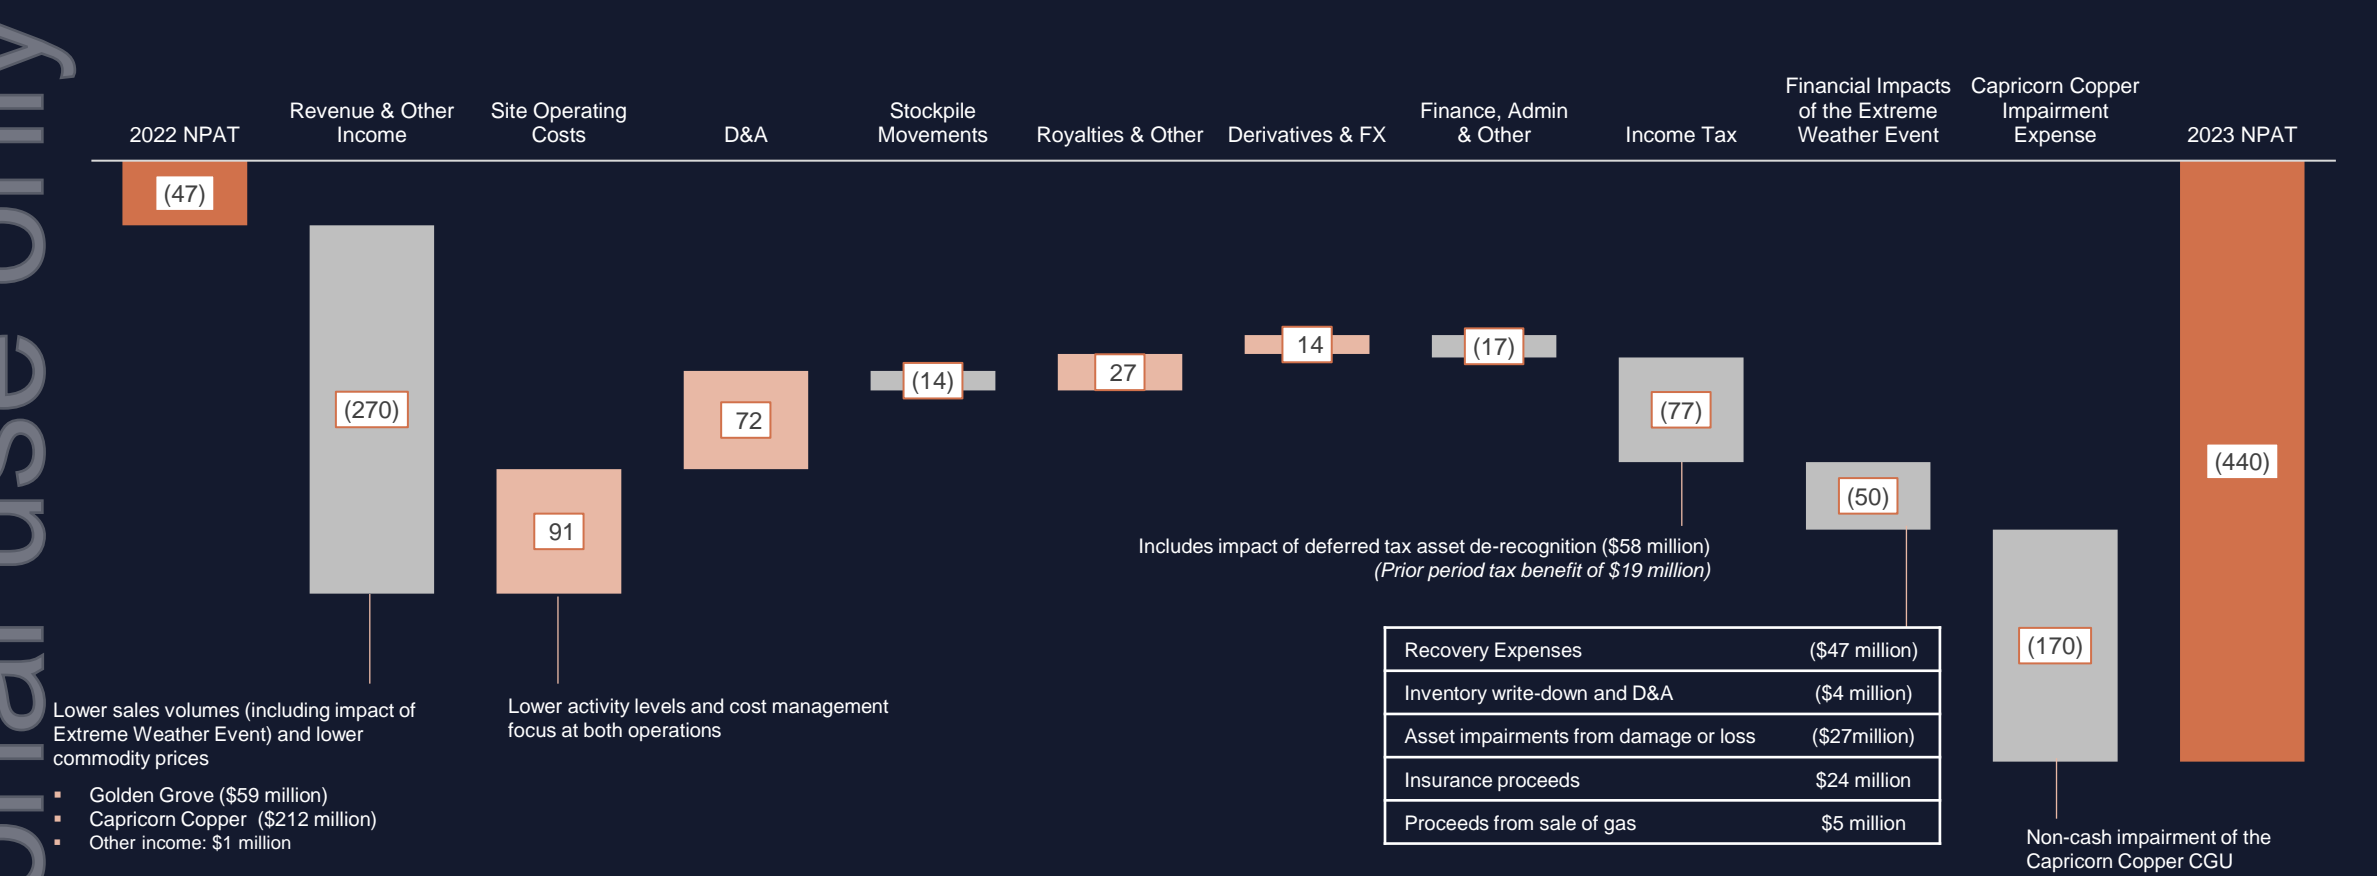 onal use only
2022 NPAT
Revenue & Other
Income
Site Operating
Costs
D&A
Stockpile
Movements
Royalties & Other
Derivatives & FX
Finance, Admin
& Other
Income Tax
Financial Impacts
of the Extreme
Weather Event
Capricorn Copper
Impairment
Expense
2023 NPAT
(47)
(270)
91
72
(14)
27
14
(17)
(77)
(50)
(170)
(440)
Lower sales volumes (including impact of
Extreme Weather Event) and lower
commodity prices
▪ Golden Grove ($59 million)
▪ Capricorn Copper ($212 million)
▪ Other income: $1 million
Lower activity levels and cost management
focus at both operations
Includes impact of deferred tax asset de-recognition ($58 million)
(Prior period tax benefit of $19 million)
Recovery Expenses ($47 million)
Inventory write-down and D&A ($4 million)
Asset impairments from damage or loss ($27million)
Insurance proceeds $24 million
Proceeds from sale of gas $5 million
Non-cash impairment of the
Capricorn Copper CGU